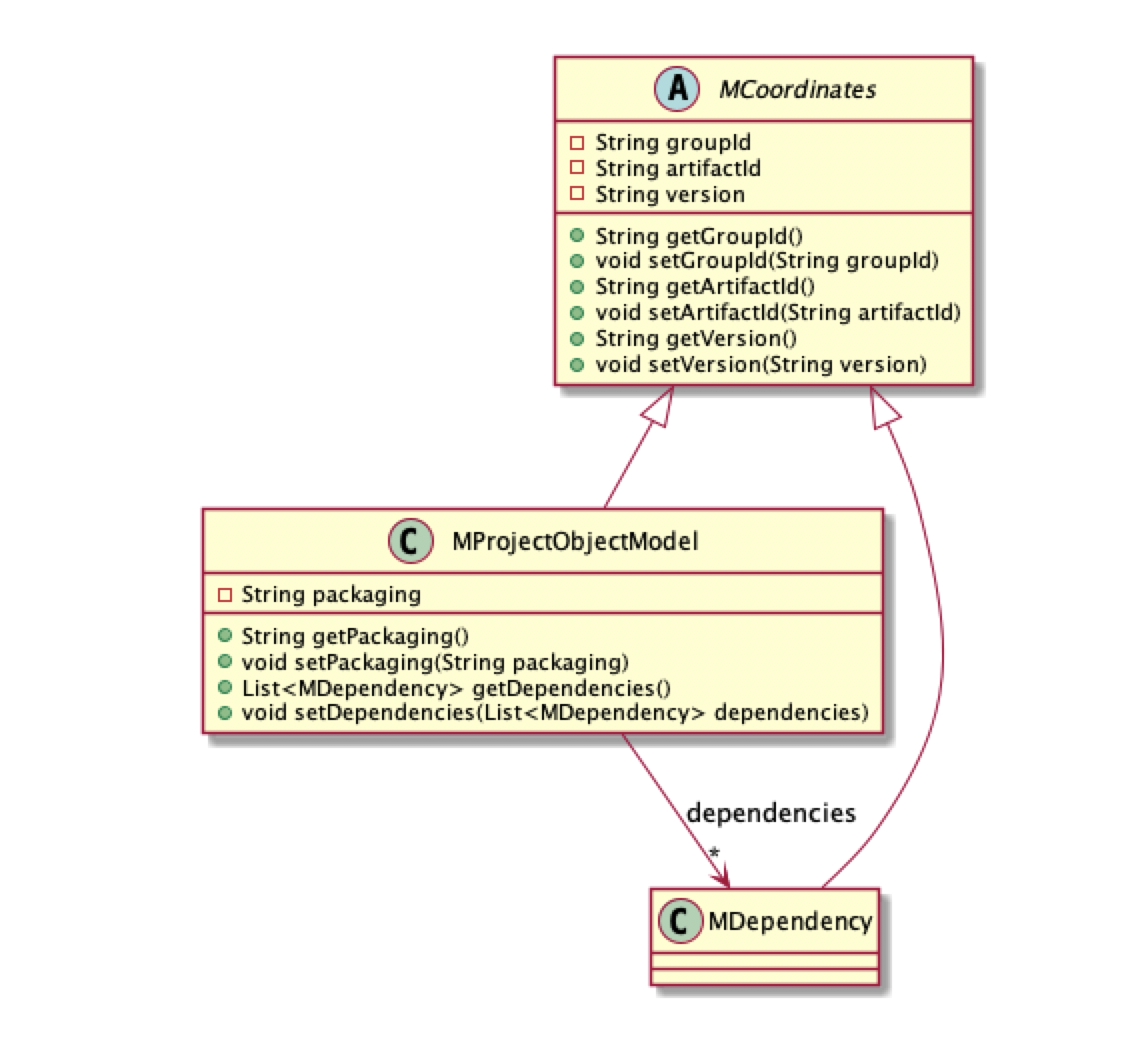 A MCoordinates
String groupId
String artifactId
String version
String getGroupId()
void setGroupId(String groupId)
String getArtifactId()
void setArtifactId(String artifactId)
String getVersion()
void setVersion(String version)
C MProjectObjectModel
String packaging
String getPackaging()
void setPackaging(String packaging)
List<MDependency> getDependencies()
void setDependencies(List<MDependency> dependencies)
dependencies
*
C MDependency